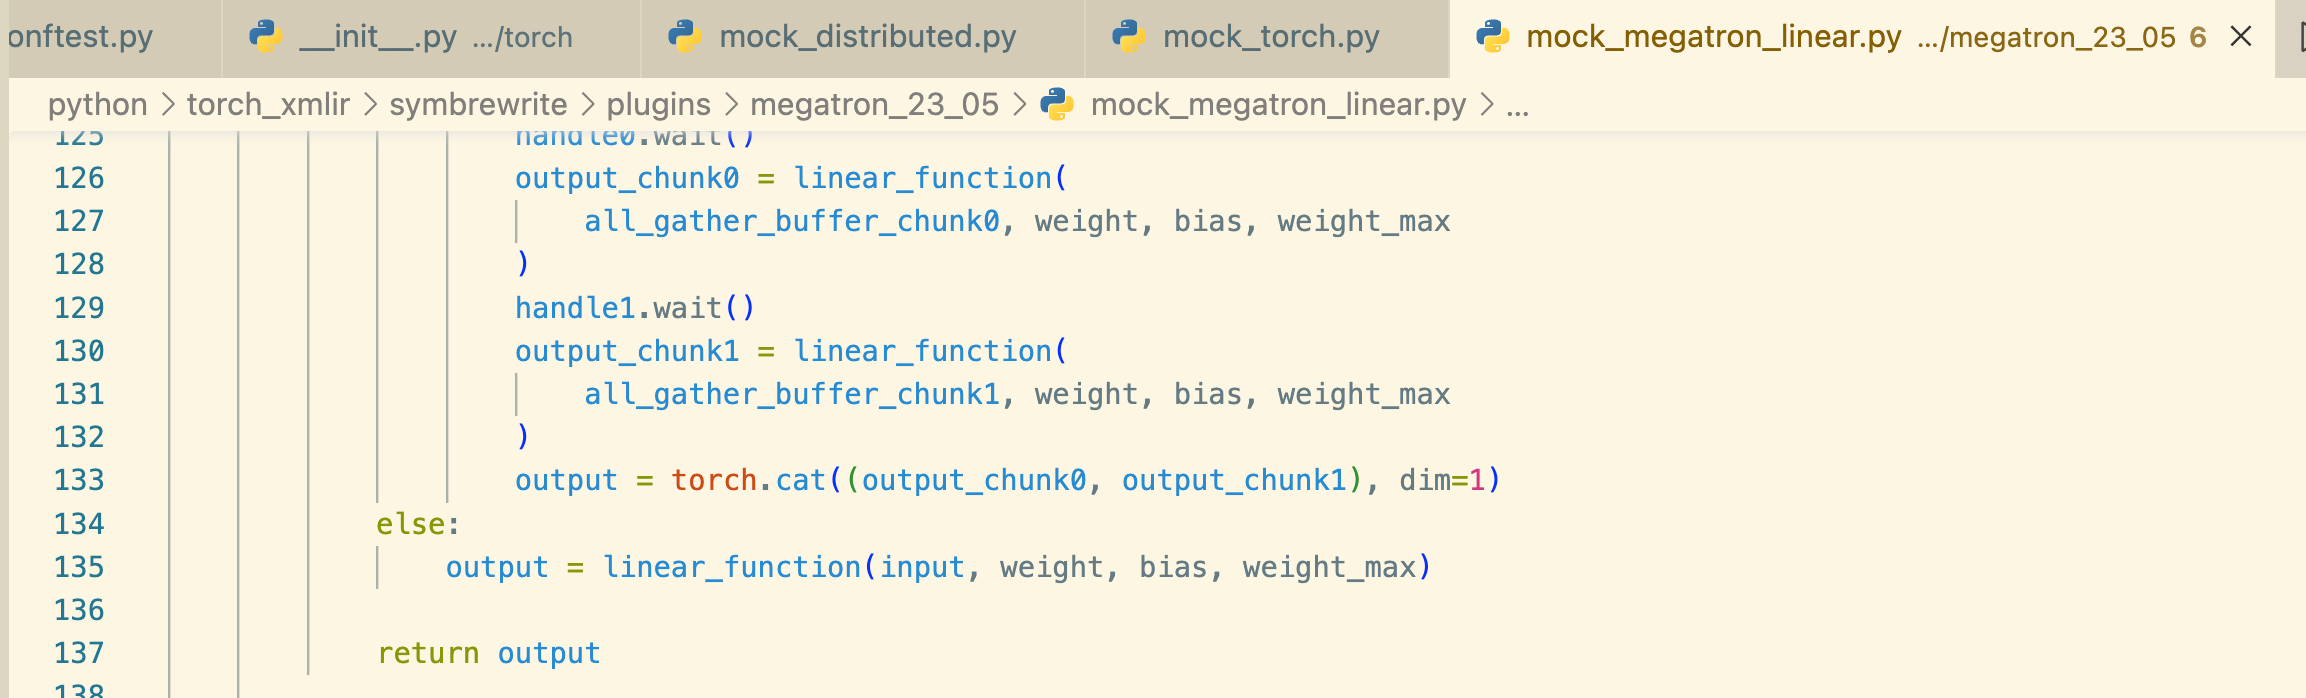 onftest.py __init__.py .../torch mock_distributed.py mock_torch.py mock_megatron_linear.py .../megatron_23_05 6
python > torch_xmlir > symbrewrite > plugins > megatron_23_05 > mock_megatron_linear.py > ...
125 handle0.wait()
126 output_chunk0 = linear_function(
127 all_gather_buffer_chunk0, weight, bias, weight_max
128 )
129 handle1.wait()
130 output_chunk1 = linear_function(
131 all_gather_buffer_chunk1, weight, bias, weight_max
132 )
133 output = torch.cat((output_chunk0, output_chunk1), dim=1)
134 else:
135 output = linear_function(input, weight, bias, weight_max)
136
137 return output
138